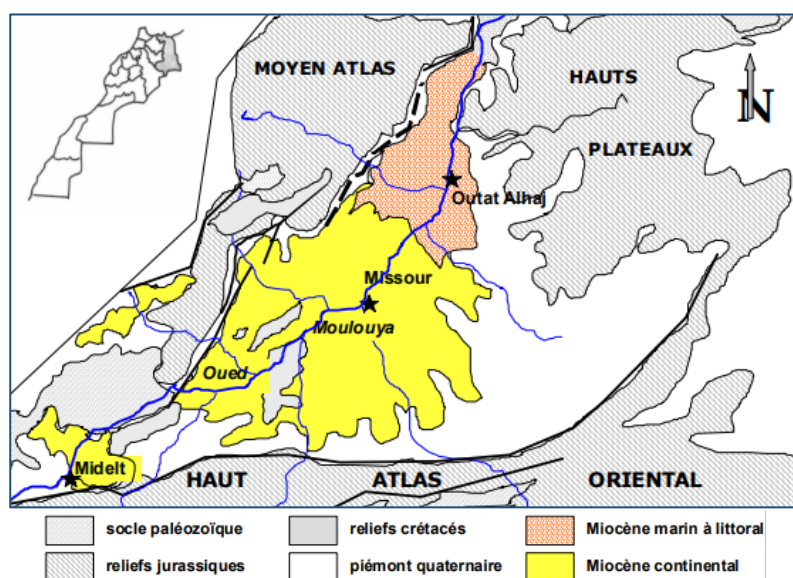 MOYEN ATLAS
HAUTS
N
PLATEAUX
Outat Alhaj
Missour
Moulouya
Oued
Midelt
HAUT ATLAS ORIENTAL
socle paléozoïque
reliefs crétacés
Miocène marin à littoral
reliefs jurassiques
piémont quaternaire
Miocène continental